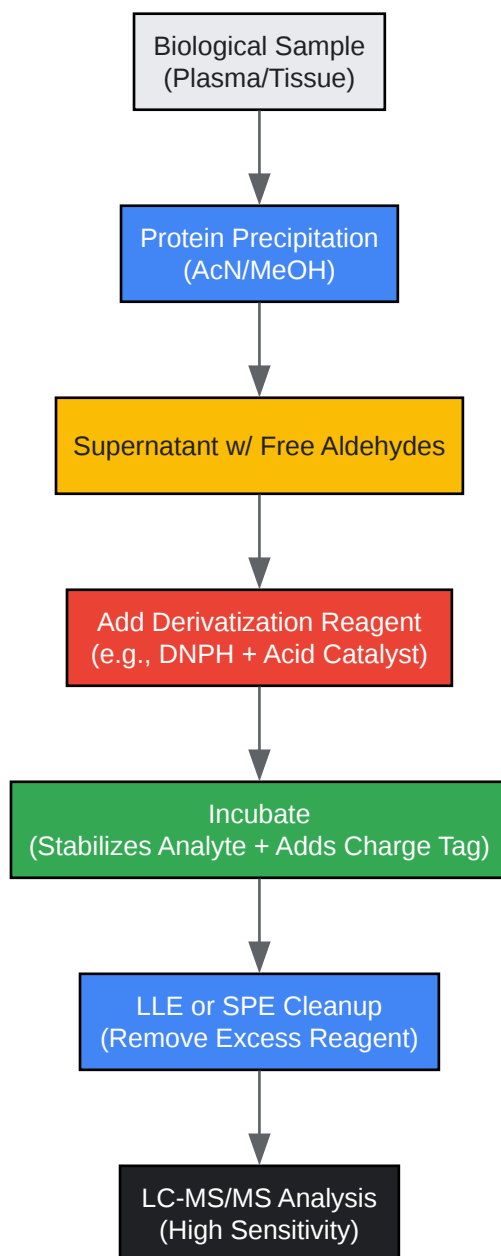 Biological Sample
(Plasma/Tissue)
Protein Precipitation
(AcN/MeOH)
Supernatant w/ Free Aldehydes
Add Derivatization Reagent
(e.g., DNPH + Acid Catalyst)
Incubate
(Stabilizes Analyte + Adds Charge Tag)
LLE or SPE Cleanup
(Remove Excess Reagent)
LC-MS/MS Analysis
(High Sensitivity)